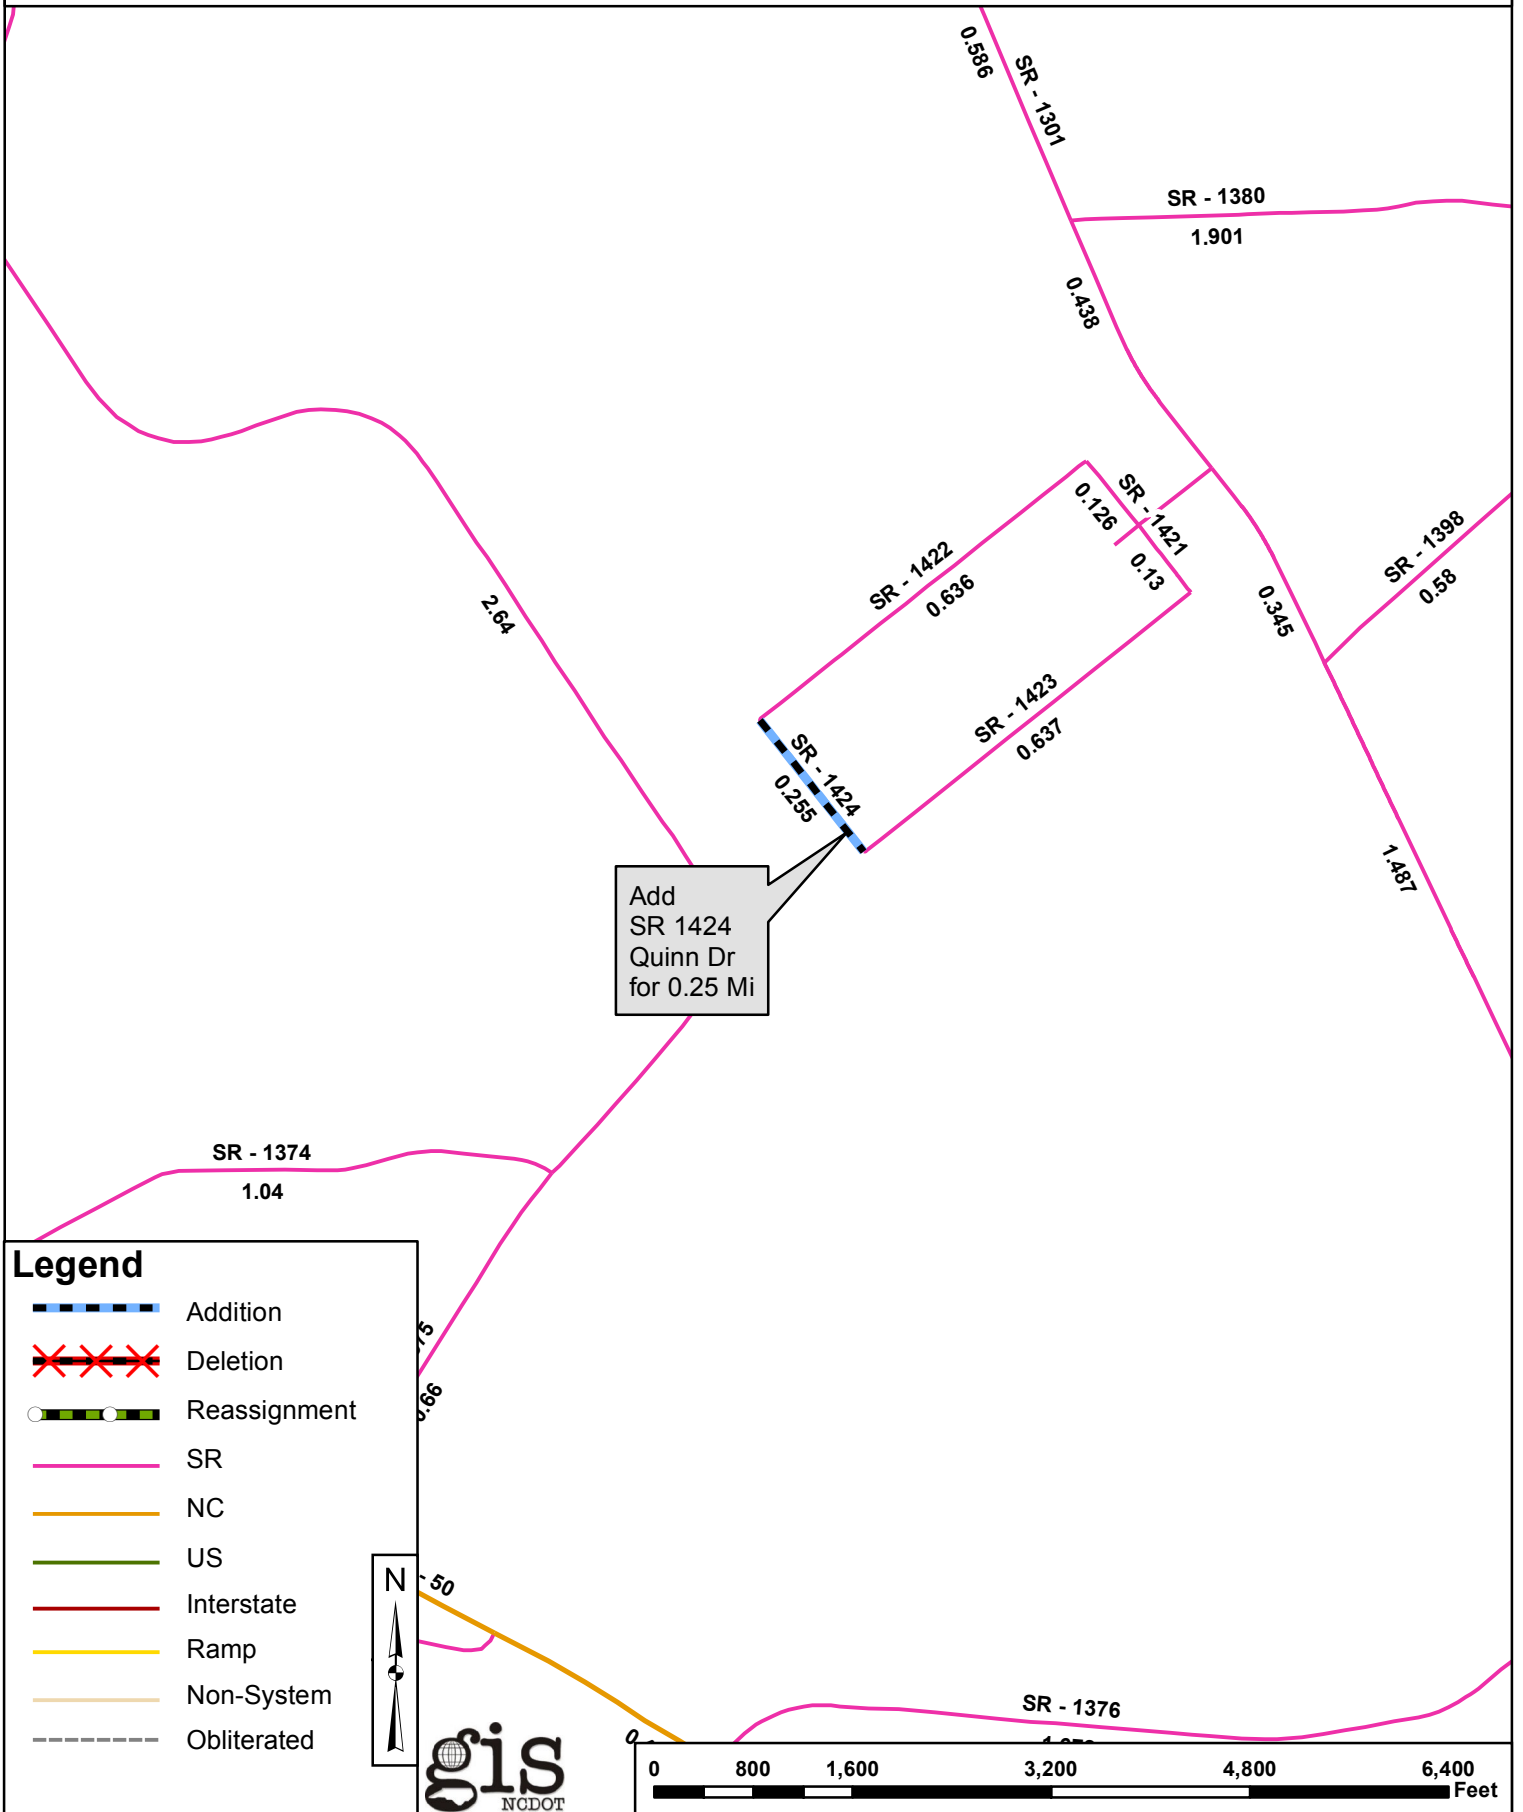 0.586
SR - 1301
SR - 1380
1.901
0.438
SR - 1421
0.126
0.13
SR - 1422
0.636
SR - 1398
0.58
0.345
2.64
SR - 1423
0.637
SR - 1424
0.255
1.487
Add
SR 1424
Quinn Dr
for 0.25 Mi
SR - 1374
1.04
Legend
Addition
Deletion
Reassignment
SR
NC
US
Interstate
Ramp
Non-System
Obliterated
75
.66
N
- 50
SR - 1376
0
gis
NCDOT
0 800 1,600 3,200 4,800 6,400
Feet